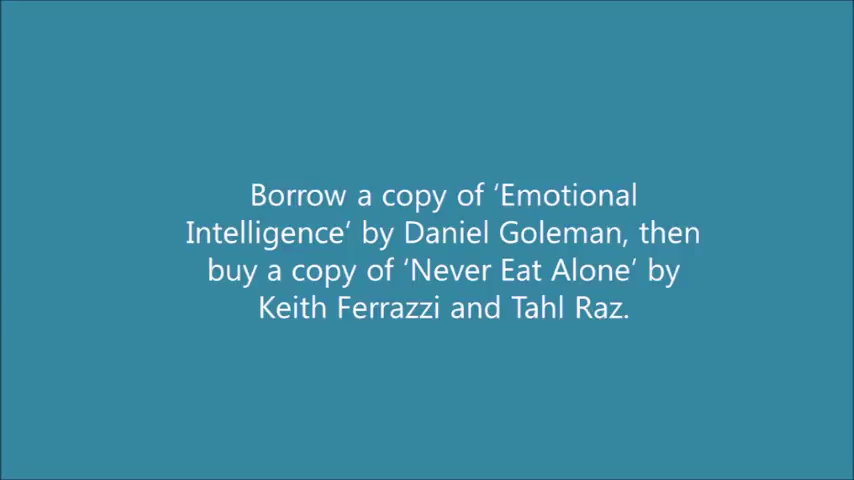 Borrow a copy of ‘Emotional
Intelligence’ by Daniel Goleman, then
buy a copy of ‘Never Eat Alone’ by
Keith Ferrazzi and Tahl Raz.